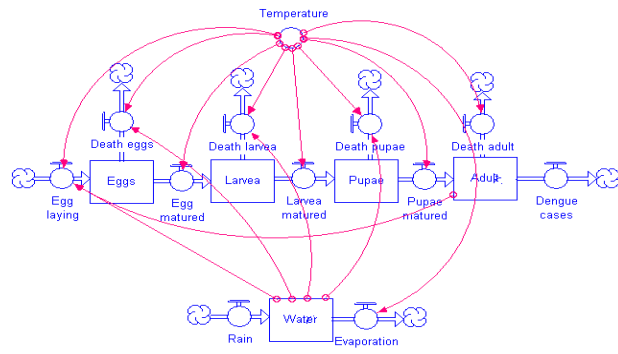 Temperature
Death eggs
Death larvea
Death pupae
Death adult
Eggs
Larvea
Pupae
Adult
Egg
laying
Egg
matured
Larvea
matured
Pupae
matured
Dengue
cases
Water
Rain
Evaporation